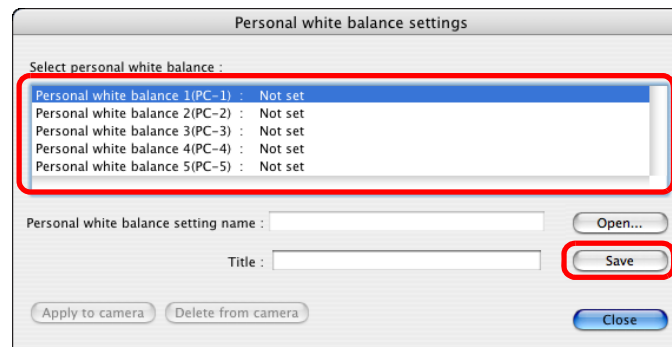 Personal white balance settings
Select personal white balance :
Personal white balance 1(PC-1) : Not set
Personal white balance 2(PC-2) : Not set
Personal white balance 3(PC-3) : Not set
Personal white balance 4(PC-4) : Not set
Personal white balance 5(PC-5) : Not set
Personal white balance setting name : Open...
Title : Save
Apply to camera Delete from camera Close